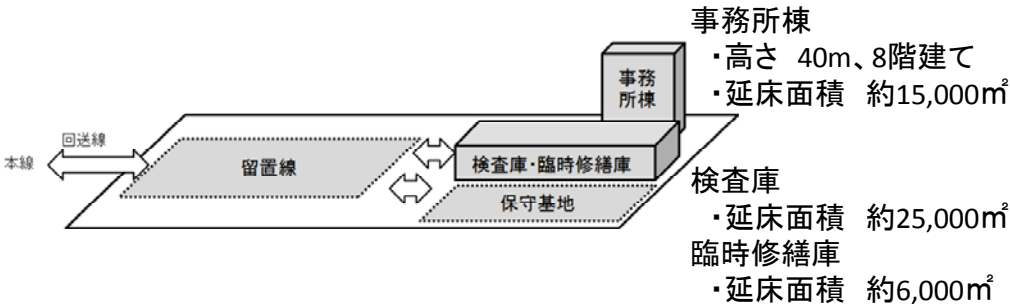 事務所棟
・高さ 40m、8階建て
・延床面積 約15,000㎡
事務
所棟
回送線
本線
留置線
検査庫・臨時修繕庫
保守基地
検査庫
・延床面積 約25,000㎡
臨時修繕庫
・延床面積 約6,000㎡